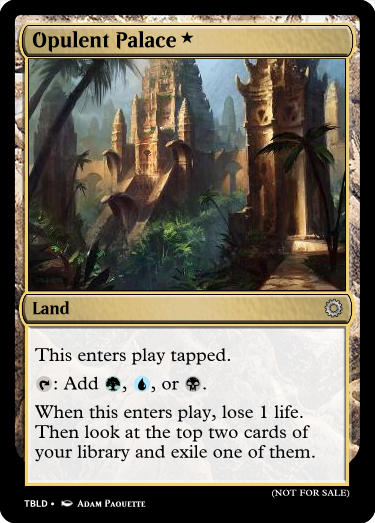 Opulent Palace★
Land
This enters play tapped.
: Add , , or .
When this enters play, lose 1 life.
Then look at the top two cards of
your library and exile one of them.
(NOT FOR SALE)
TBLD • Adam Paquette